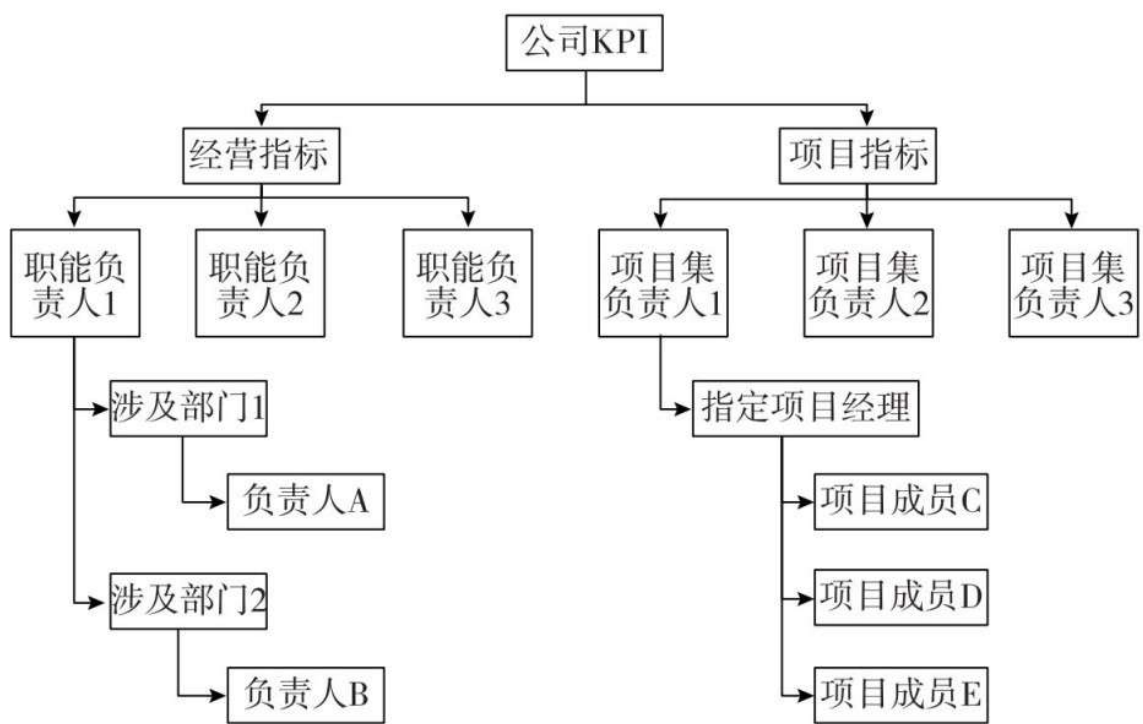 公司KPI
经营指标
项目指标
职能负
责人1
职能负
责人2
职能负
责人3
项目集
负责人1
项目集
负责人2
项目集
负责人3
涉及部门1
指定项目经理
负责人A
项目成员C
涉及部门2
项目成员D
负责人B
项目成员E